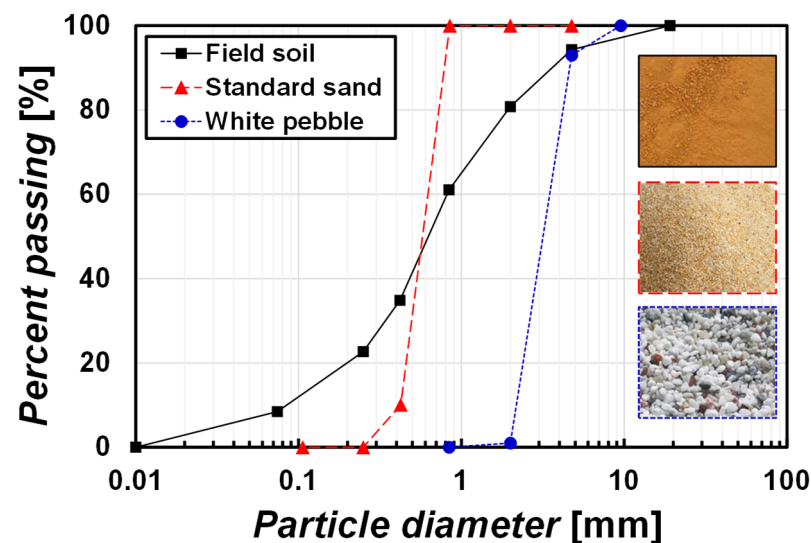 100
80
60
40
20
0
Percent passing [%]
Field soil
Standard sand
White pebble
0.01
0.1
1
10
100
Particle diameter [mm]